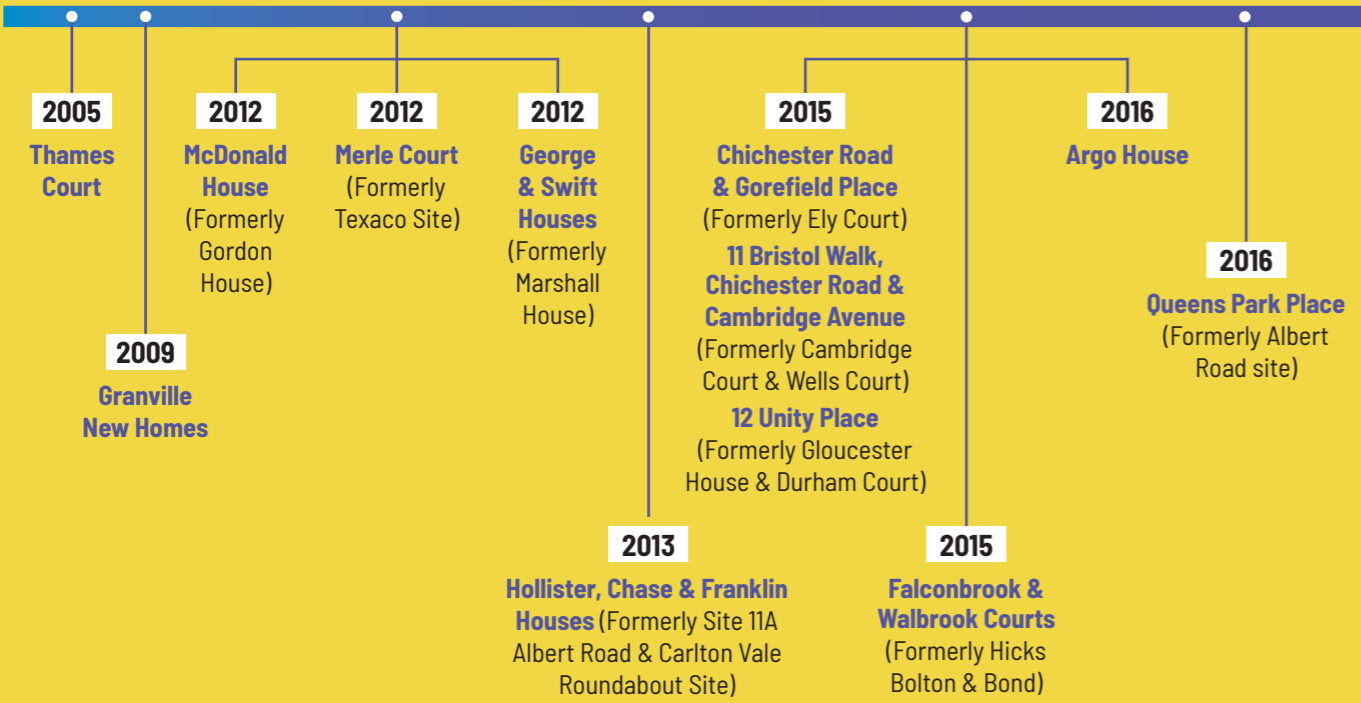 2005
Thames
Court
2009
Granville
New Homes
2012
McDonald
House
(Formerly
Gordon
House)
2012
Merle Court
(Formerly
Texaco Site)
2012
George
& Swift
Houses
(Formerly
Marshall
House)
2013
Hollister, Chase & Franklin
Houses (Formerly Site 11A
Albert Road & Carlton Vale
Roundabout Site)
2015
Chichester Road
& Gorefield Place
(Formerly Ely Court)
11 Bristol Walk,
Chichester Road &
Cambridge Avenue
(Formerly Cambridge
Court & Wells Court)
12 Unity Place
(Formerly Gloucester
House & Durham Court)
2015
Falconbrook &
Walbrook Courts
(Formerly Hicks
Bolton & Bond)
2016
Argo House
2016
Queens Park Place
(Formerly Albert
Road site)